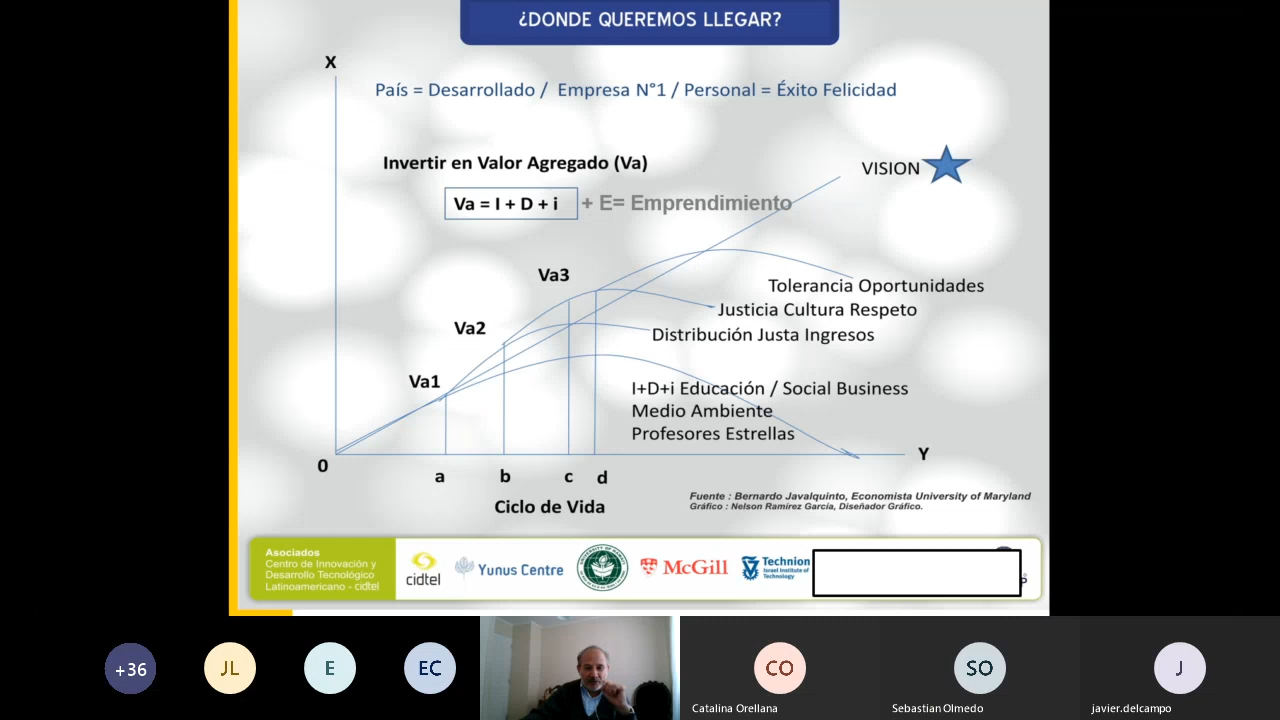 ¿DONDE QUEREMOS LLEGAR?
X
País = Desarrollado / Empresa N°1 / Personal = Éxito Felicidad
Invertir en Valor Agregado (Va)
VISION
Va = I + D + i + E= Emprendimiento
Va3
Tolerancia Oportunidades
Justicia Cultura Respeto
Va2
Distribución Justa Ingresos
Va1
I+D+i Educación / Social Business
Medio Ambiente
Profesores Estrellas
0
Y
a b c d
Ciclo de Vida
Fuente : Bernardo Javalquinto, Economista University of Maryland
Gráfico : Nelson Ramírez García, Diseñador Gráfico.
Asociados
Centro de Innovación y
Desarrollo Tecnológico
Latinoamericano - cidtel
cidtel
Yunus Centre
McGill
Technion
Israel Institute of
Technology
P
+36
JL
E
EC
CO
SO
J
Catalina Orellana
Sebastian Olmedo
javier.delcampo